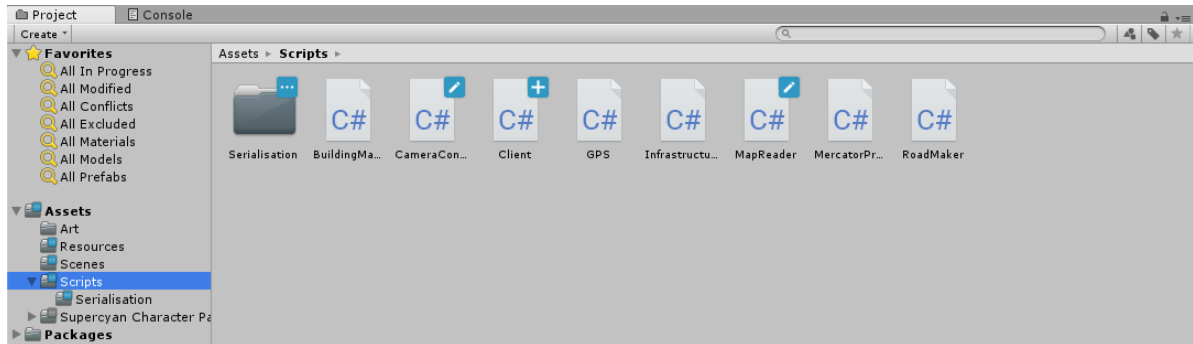 Project
Console
Create
Favorites
All In Progress
All Modified
All Conflicts
All Excluded
All Materials
All Models
All Prefabs
Assets
Art
Resources
Scenes
Scripts
Serialisation
Supercyan Character Pa
Packages
Assets Scripts
C# C# C# C# C# C# C# C#
Serialisation BuildingMa... CameraCon... Client GPS Infrastructu... MapReader MercatorPr... RoadMaker